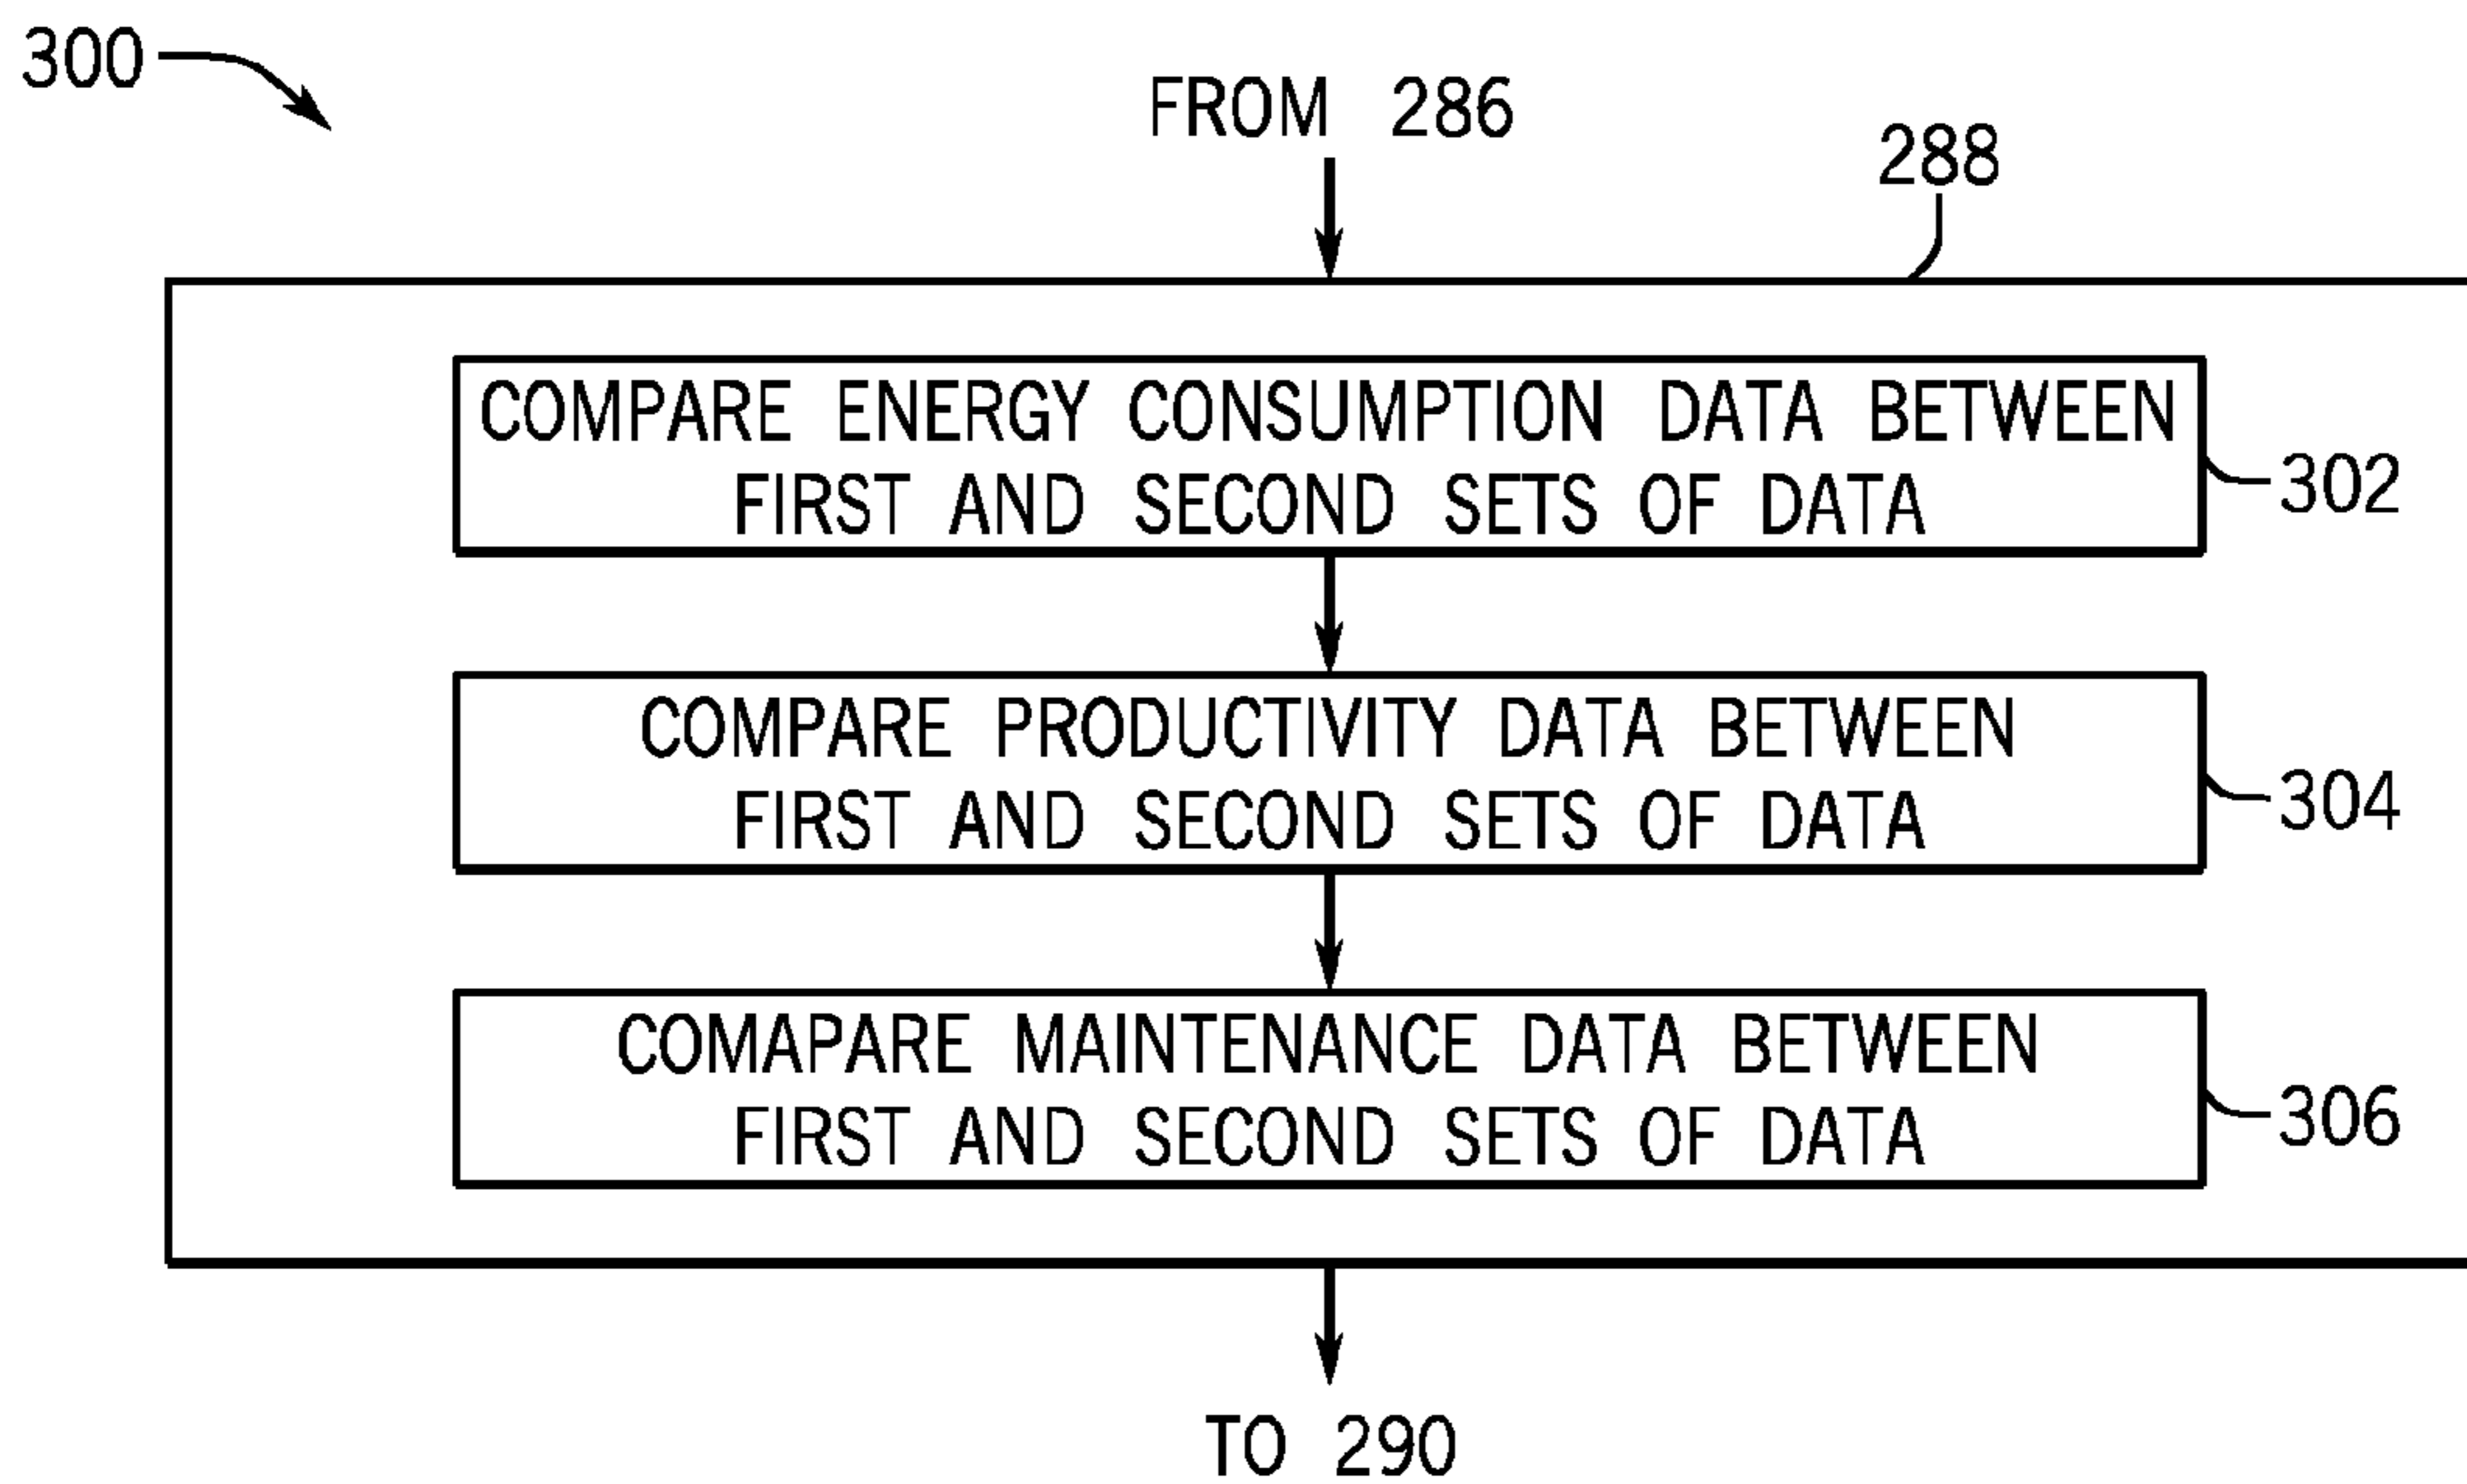 300
FROM 286
288
COMPARE ENERGY CONSUMPTION DATA BETWEEN
FIRST AND SECOND SETS OF DATA
302
COMPARE PRODUCTIVITY DATA BETWEEN
FIRST AND SECOND SETS OF DATA
304
COMAPARE MAINTENANCE DATA BETWEEN
FIRST AND SECOND SETS OF DATA
306
TO 290